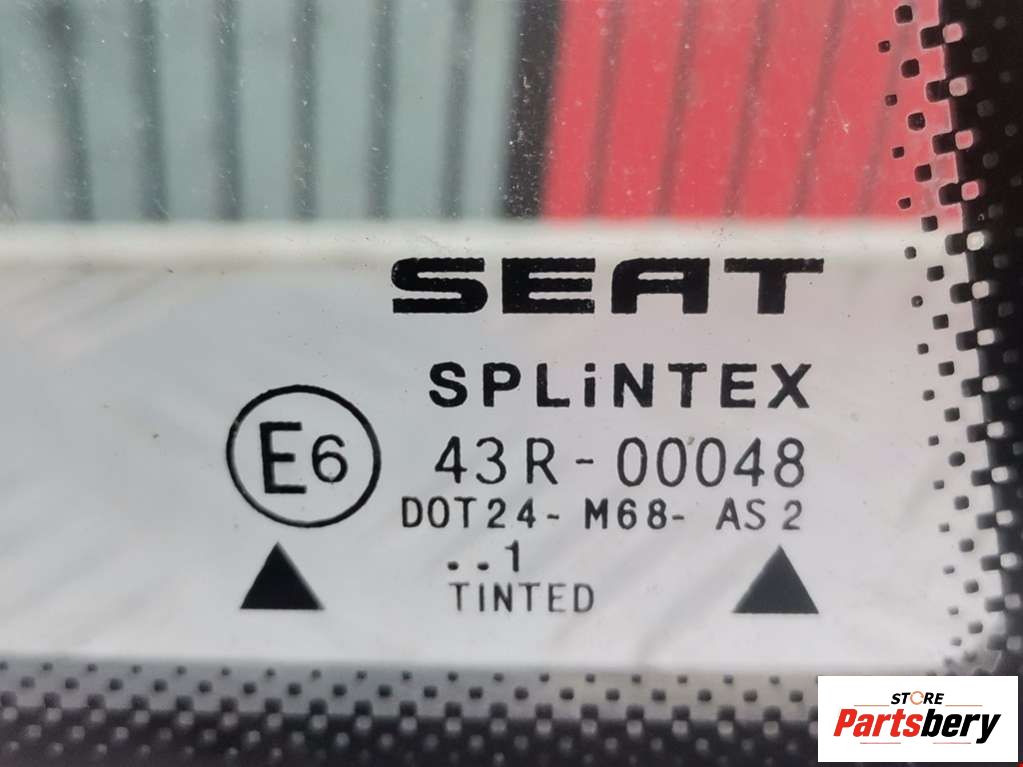 SEAT
SPLiNTEX
E6 43R-00048
DOT24- M68- AS2
..1
TINTED
STORE
Partsbery